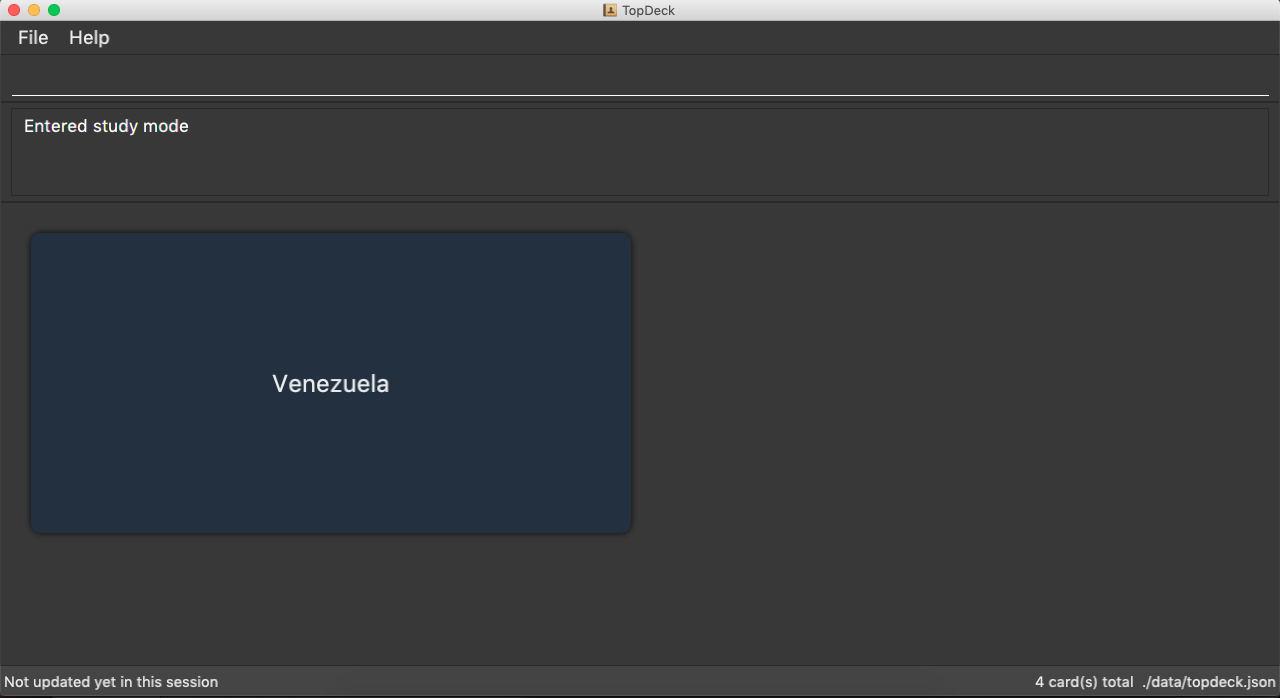 TopDeck
File Help
Entered study mode
Venezuela
Not updated yet in this session 4 card(s) total ./data/topdeck.json